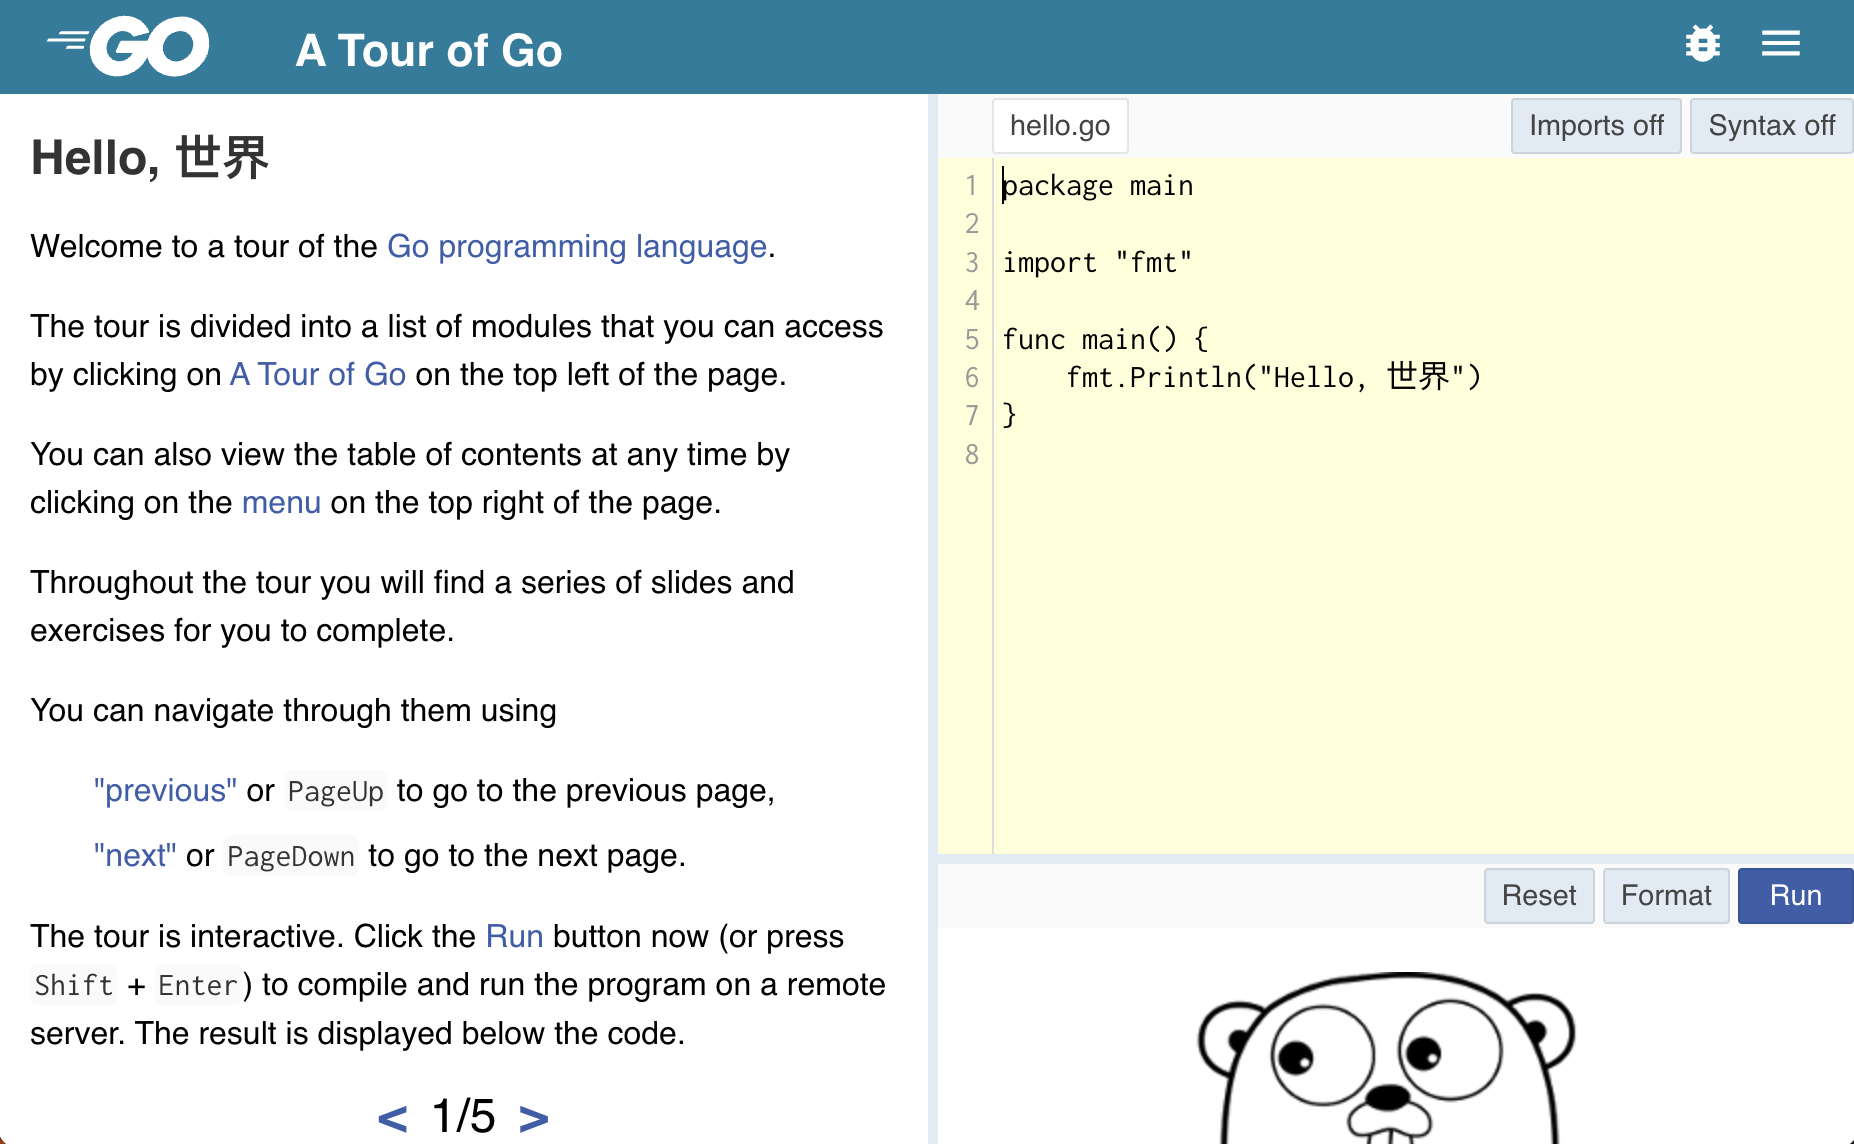 GO
A Tour of Go
Hello, 世界
Welcome to a tour of the Go programming language.
The tour is divided into a list of modules that you can access
by clicking on A Tour of Go on the top left of the page.
You can also view the table of contents at any time by
clicking on the menu on the top right of the page.
Throughout the tour you will find a series of slides and
exercises for you to complete.
You can navigate through them using
"previous" or PageUp to go to the previous page,
"next" or PageDown to go to the next page.
The tour is interactive. Click the Run button now (or press
Shift + Enter) to compile and run the program on a remote
server. The result is displayed below the code.
< 1/5 >
hello.go
Imports off
Syntax off
1 package main
2
3 import "fmt"
4
5 func main() {
6     fmt.Println("Hello, 世界")
7 }
8
Reset
Format
Run